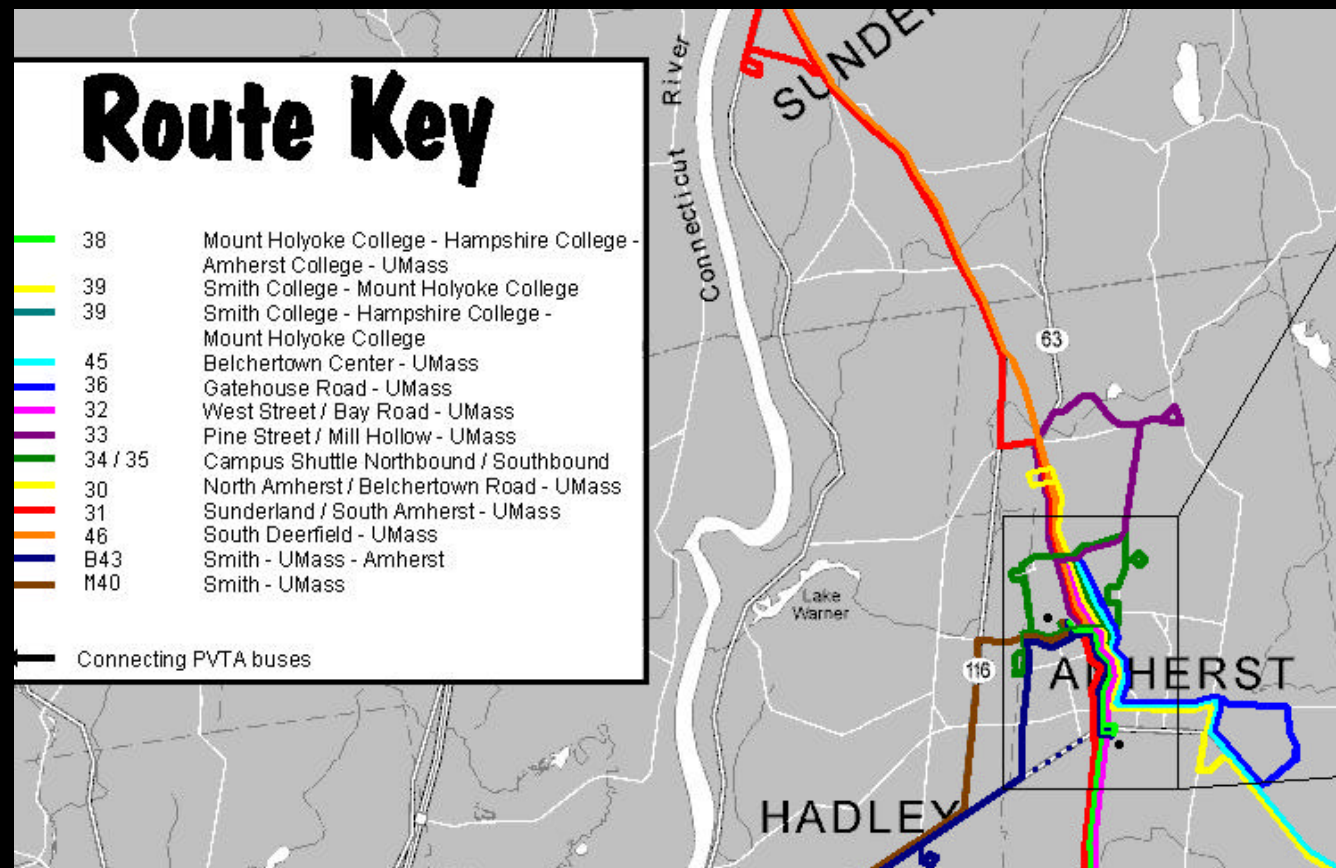 Route Key
38 Mount Holyoke College - Hampshire College -
Amherst College - UMass
39 Smith College - Mount Holyoke College
39 Smith College - Hampshire College -
Mount Holyoke College
45 Belchertown Center - UMass
36 Gatehouse Road - UMass
32 West Street / Bay Road - UMass
33 Pine Street / Mill Hollow - UMass
34 / 35 Campus Shuttle Northbound / Southbound
30 North Amherst / Belchertown Road - UMass
31 Sunderland / South Amherst - UMass
46 South Deerfield - UMass
B43 Smith - UMass - Amherst
M40 Smith - UMass
Connecting PVTA buses
Connecticut River
63
Lake
Warner
116
AMHERST
HADLEY